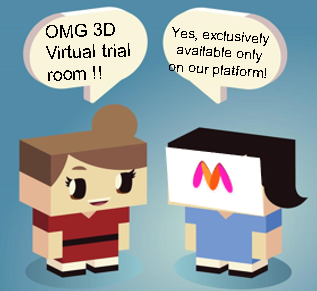 OMG 3D
Virtual trial
room !!
Yes, exclusively
available only
on our platform!